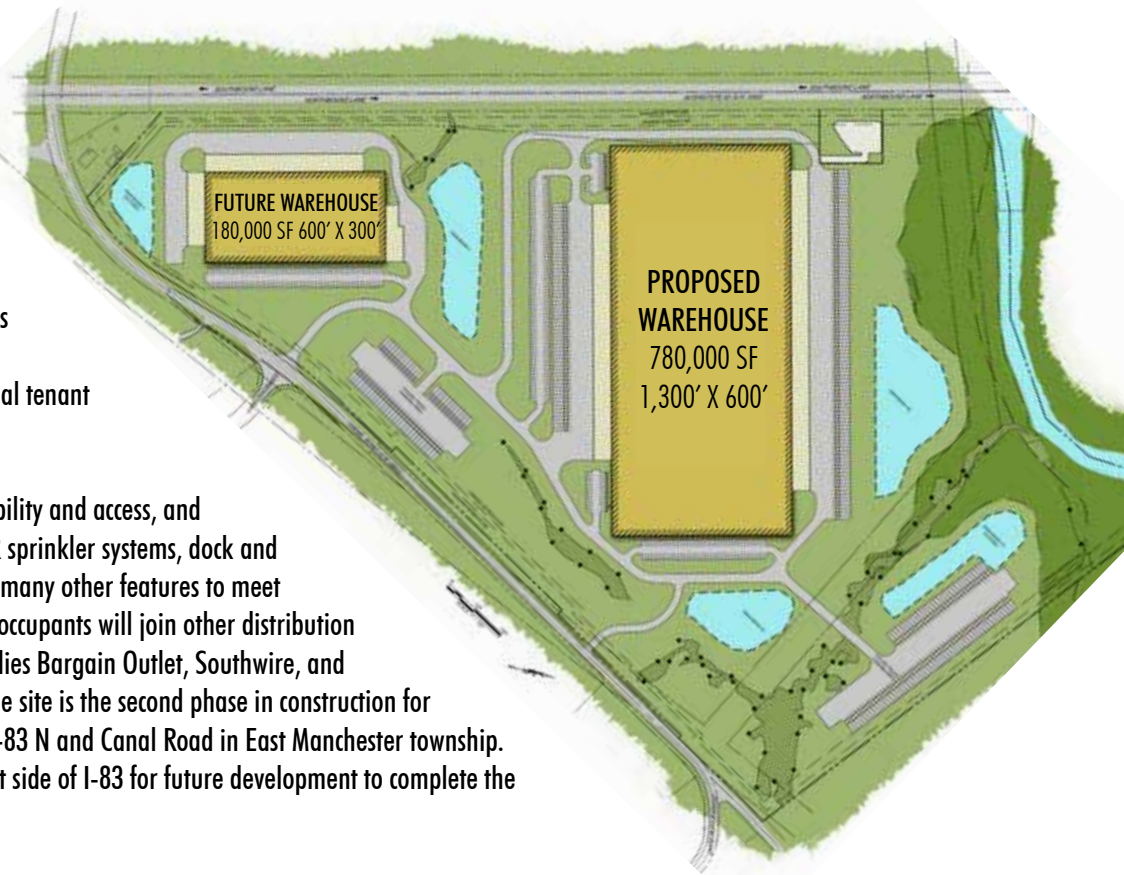 FUTURE WAREHOUSE
180,000 SF 600' X 300'
PROPOSED
WAREHOUSE
780,000 SF
1,300' X 600'
al tenant
bility and access, and
sprinkler systems, dock and
many other features to meet
occupants will join other distribution
lies Bargain Outlet, Southwire, and
e site is the second phase in construction for
-83 N and Canal Road in East Manchester township.
t side of I-83 for future development to complete the